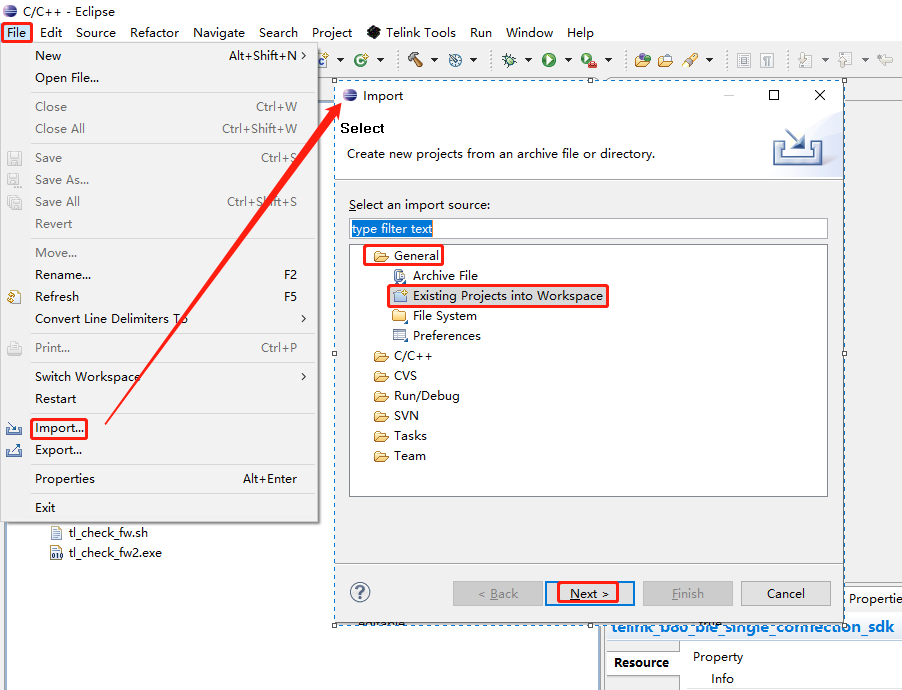 C/C++ - Eclipse
File Edit Source Refactor Navigate Search Project Telink Tools Run Window Help
New Alt+Shift+N >
Open File...
Close Ctrl+W
Close All Ctrl+Shift+W
Save Ctrl+S
Save As...
Save All Ctrl+Shift+S
Revert
Move...
Rename... F2
Refresh F5
Convert Line Delimiters To >
Print... Ctrl+P
Switch Workspace >
Restart
Import...
Export...
Properties Alt+Enter
Exit
tl_check_fw.sh
tl_check_fw2.exe
Import
Select
Create new projects from an archive file or directory.
Select an import source:
type filter text
General
Archive File
Existing Projects into Workspace
File System
Preferences
C/C++
CVS
Run/Debug
SVN
Tasks
Team
< Back Next > Finish Cancel
Propertie
telink_b80_ble_single_connection_sdk
Resource
Property
Info